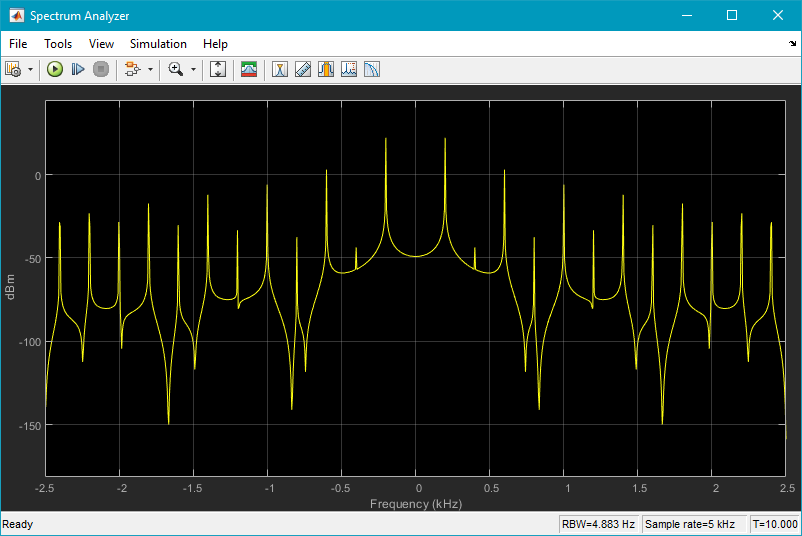 Spectrum Analyzer
File Tools View Simulation Help
0
-50
-100
-150
dBm
-2.5 -2 -1.5 -1 -0.5 0 0.5 1 1.5 2 2.5
Frequency (kHz)
Ready RBW=4.883 Hz Sample rate=5 kHz T=10.000